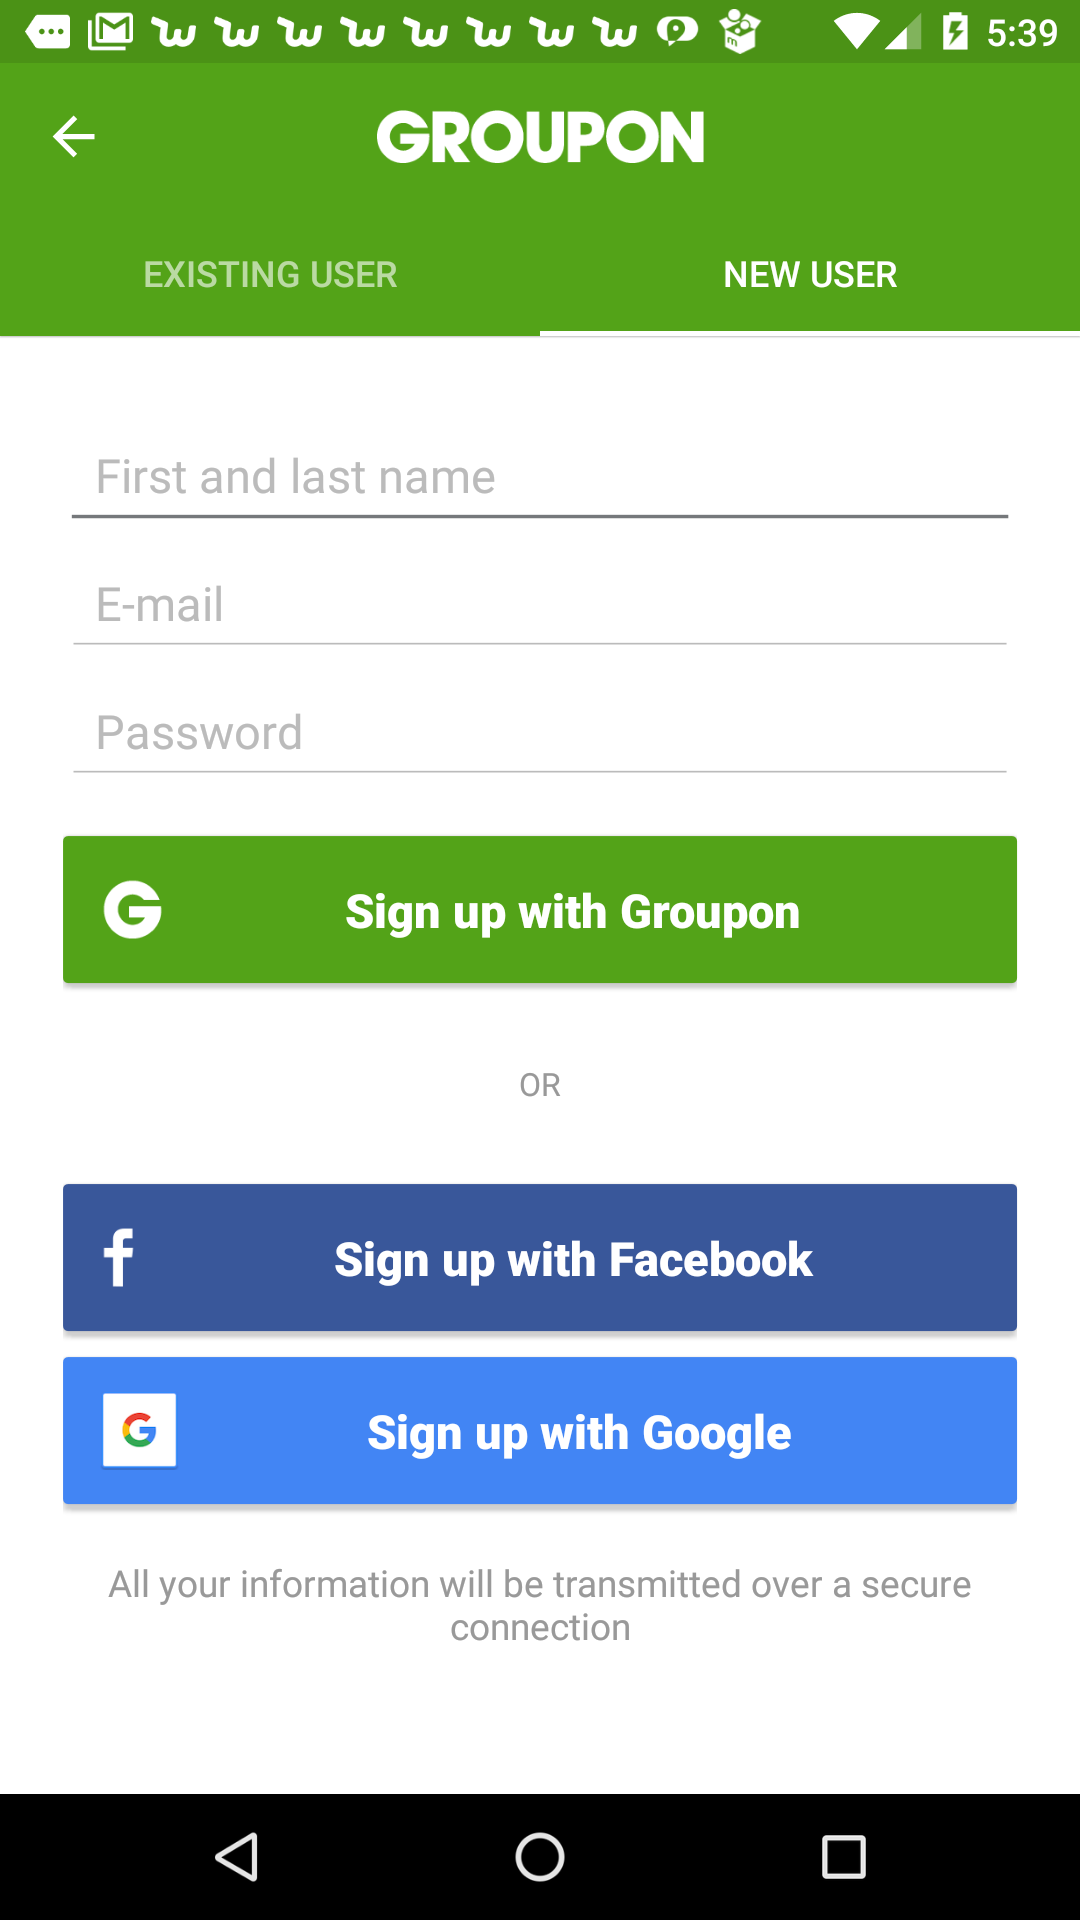 5:39
GROUPON
EXISTING USER
NEW USER
First and last name
E-mail
Password
Sign up with Groupon
OR
Sign up with Facebook
Sign up with Google
All your information will be transmitted over a secure
connection